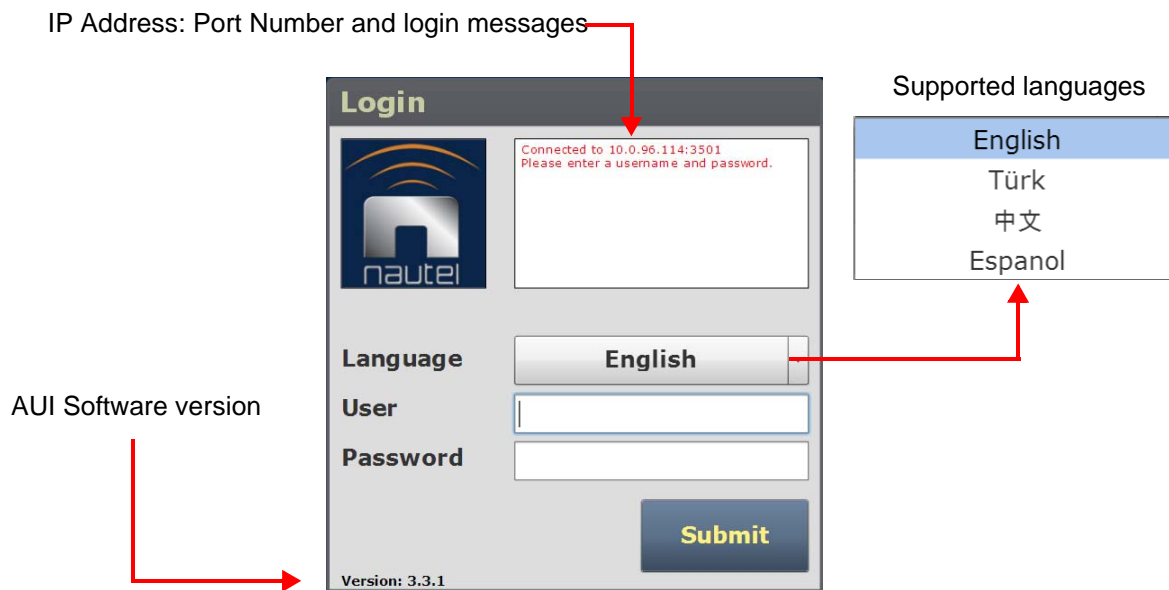 IP Address: Port Number and login messages
Login
Supported languages
Connected to 10.0.96.114:3501
Please enter a username and password.
nautel
English
Türk
中文
Espanol
Language
English
AUI Software version
User
Password
Submit
Version: 3.3.1